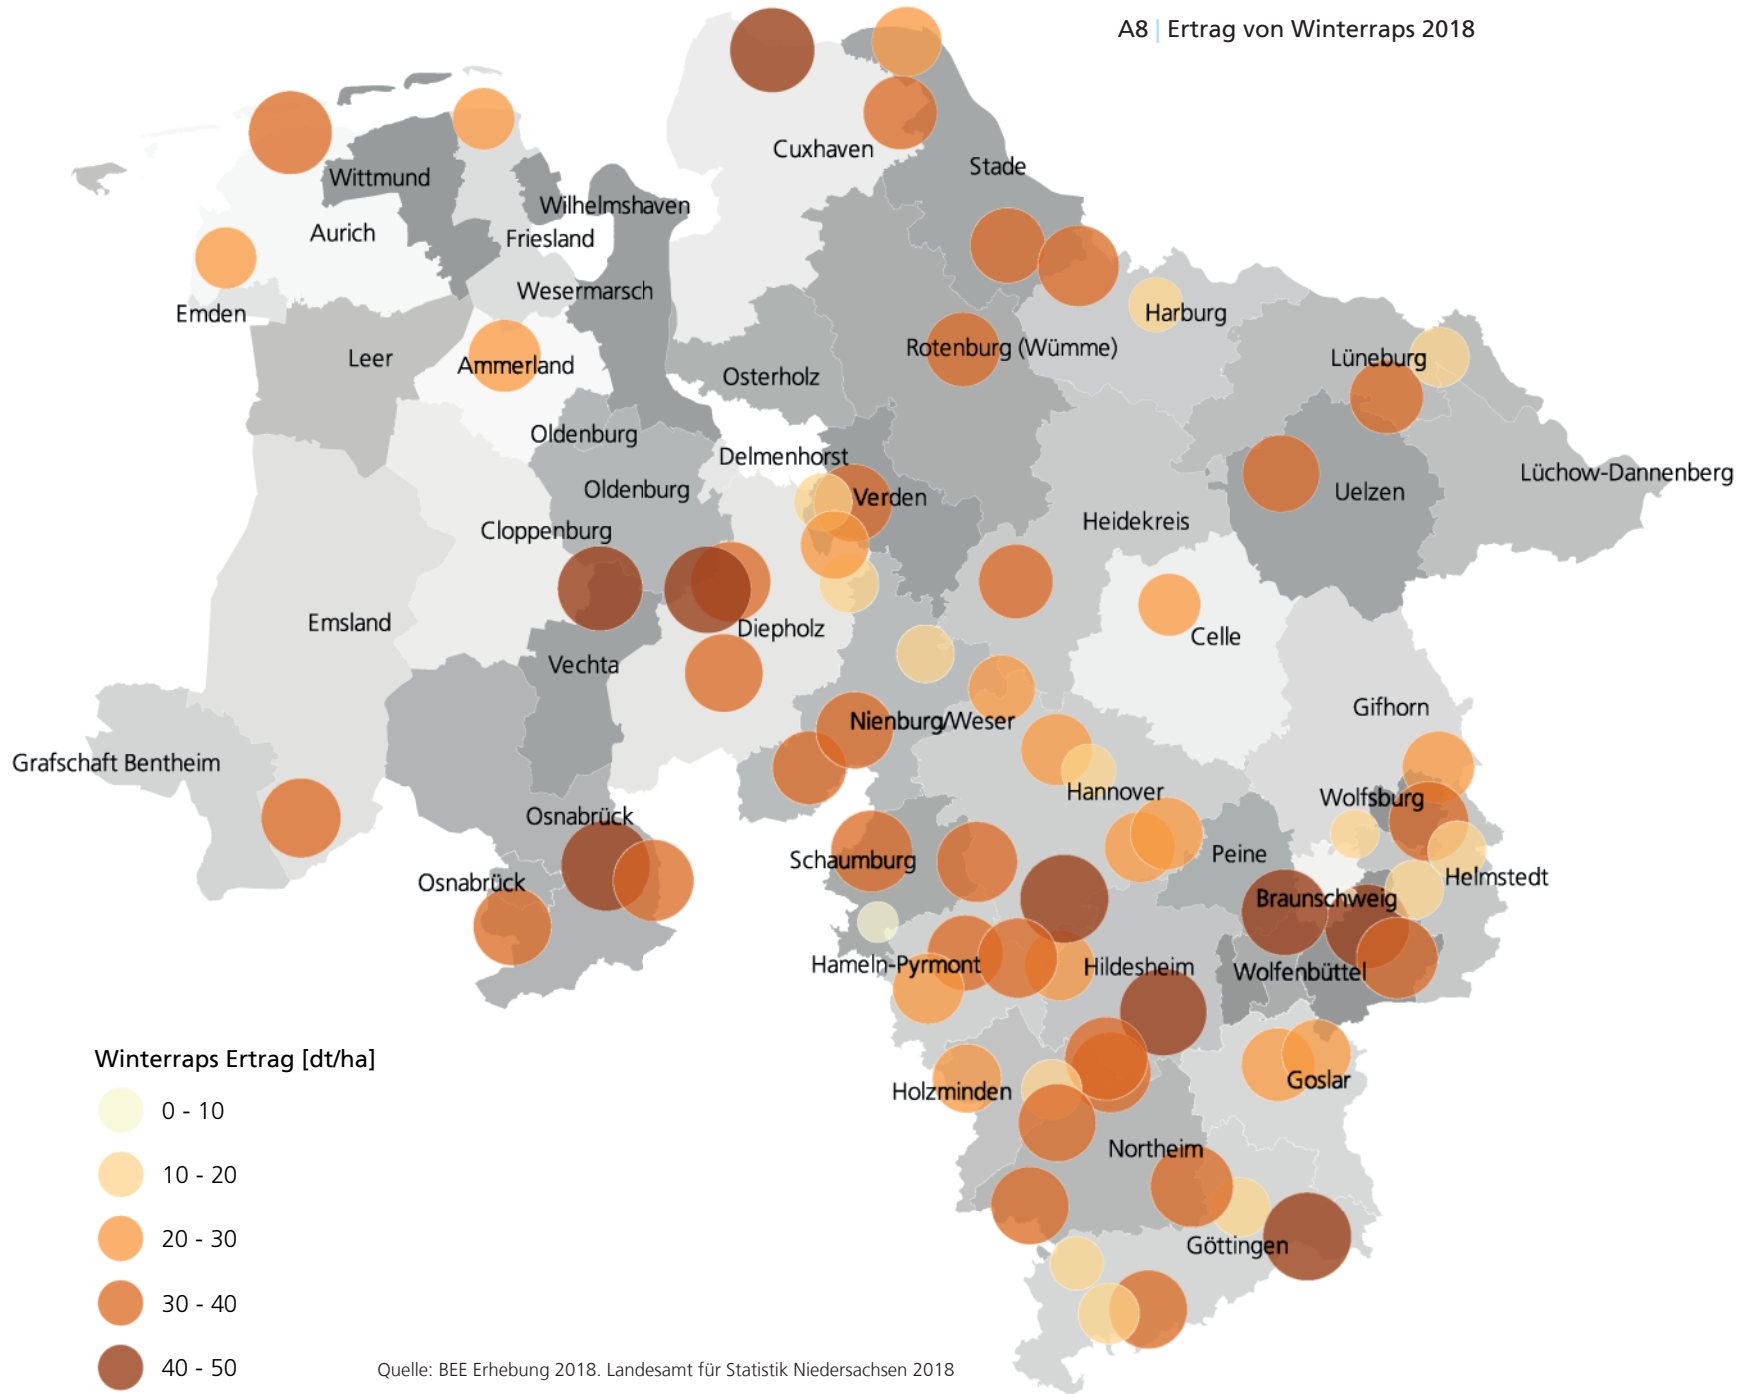 A8 | Ertrag von Winterraps 2018
Cuxhaven
Stade
Wittmund
Wilhelmshaven
Aurich
Friesland
Wesermarsch
Emden
Harburg
Rotenburg (Wümme)
Leer
Ammerland
Lüneburg
Osterholz
Oldenburg
Delmenhorst
Lüchow-Dannenberg
Oldenburg
Verden
Uelzen
Heidekreis
Cloppenburg
Emsland
Diepholz
Celle
Vechta
Gifhorn
Nienburg/Weser
Grafschaft Bentheim
Hannover
Wolfsburg
Osnabrück
Peine
Schaumburg
Helmstedt
Osnabrück
Braunschweig
Hameln-Pyrmont
Hildesheim
Wolfenbüttel
Goslar
Holzminden
Northeim
Göttingen
Winterraps Ertrag [dt/ha]
0 - 10
10 - 20
20 - 30
30 - 40
40 - 50
Quelle: BEE Erhebung 2018. Landesamt für Statistik Niedersachsen 2018